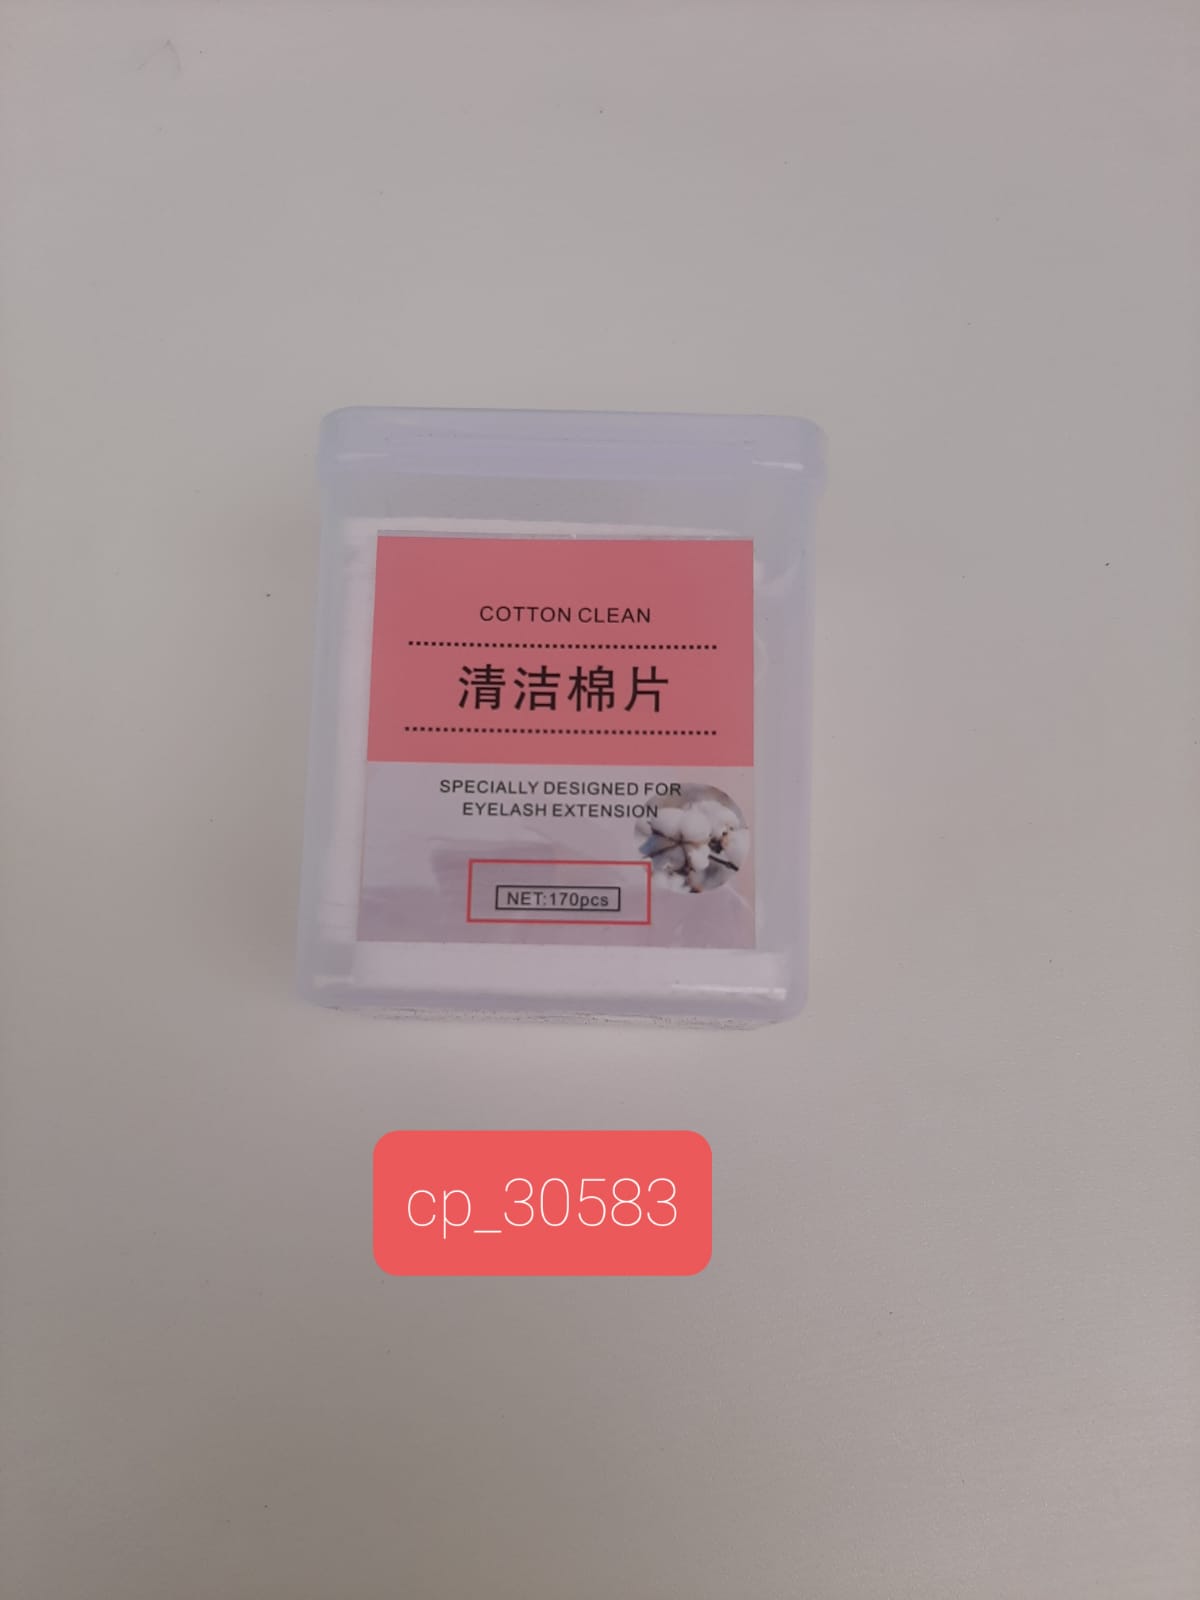 COTTON CLEAN
清洁棉片
SPECIALLY DESIGNED FOR
EYELASH EXTENSION
NET:170pcs
cp_30583